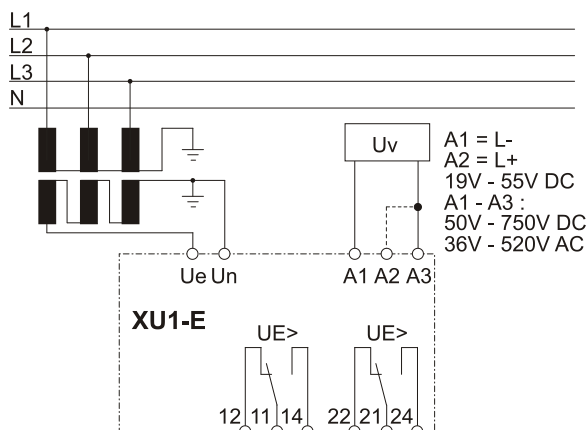 L1
L2
L3
N
Uv
A1 = L-
A2 = L+
19V - 55V DC
A1 - A3 :
50V - 750V DC
36V - 520V AC
Ue Un
A1 A2 A3
XU1-E
UE> UE>
12 11 14 22 21 24